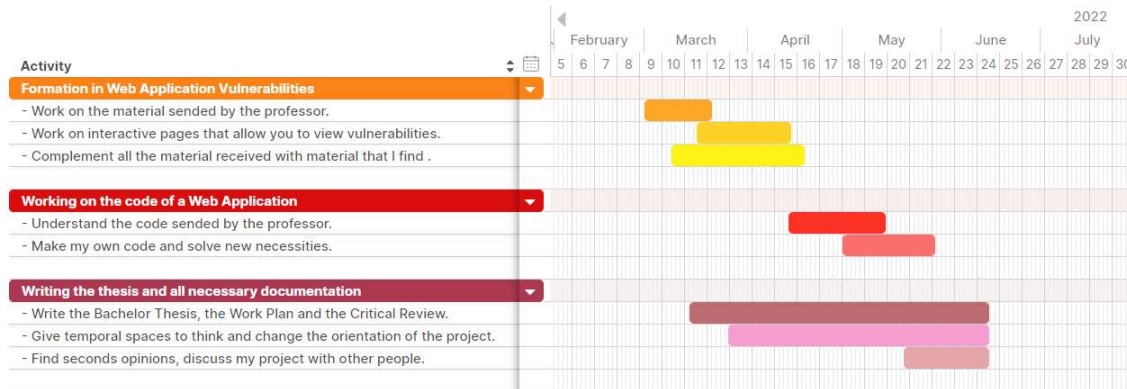 2022
February March April May June July
Activity 5 6 7 8 9 10 11 12 13 14 15 16 17 18 19 20 21 22 23 24 25 26 27 28 29 30
Formation in Web Application Vulnerabilities
- Work on the material sended by the professor.
- Work on interactive pages that allow you to view vulnerabilities.
- Complement all the material received with material that I find .
Working on the code of a Web Application
- Understand the code sended by the professor.
- Make my own code and solve new necessities.
Writing the thesis and all necessary documentation
- Write the Bachelor Thesis, the Work Plan and the Critical Review.
- Give temporal spaces to think and change the orientation of the project.
- Find seconds opinions, discuss my project with other people.